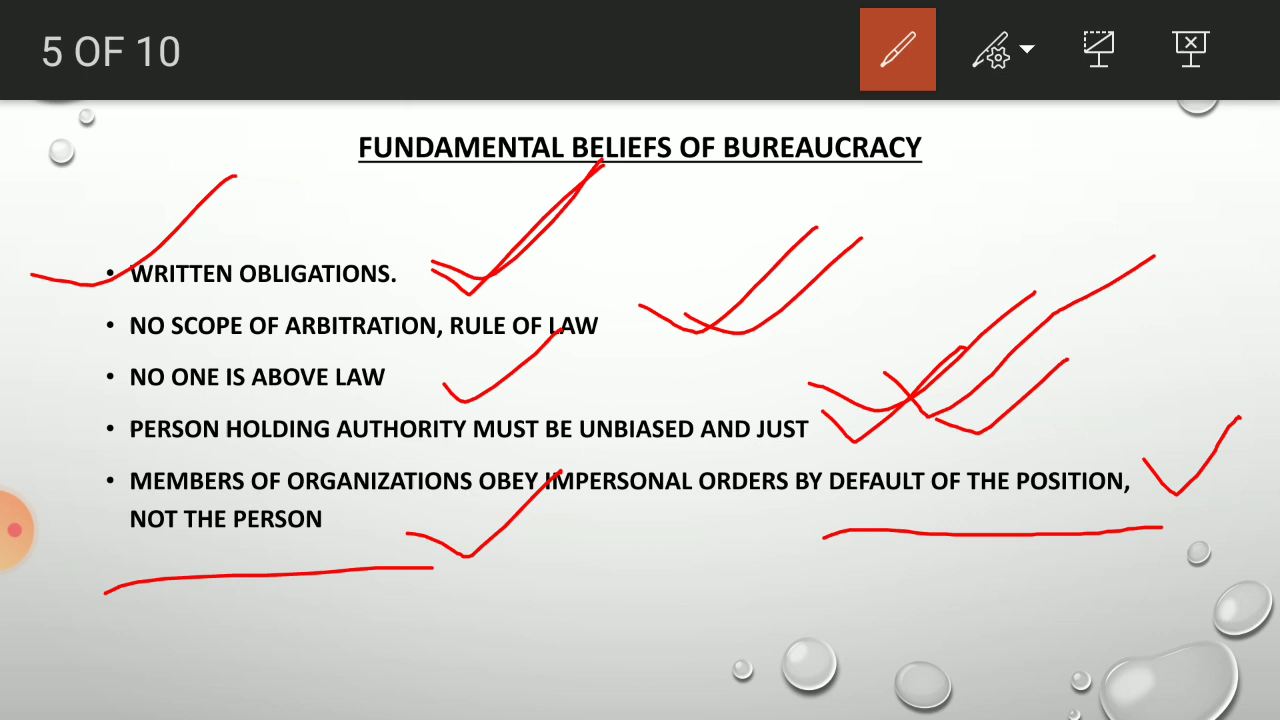 5 OF 10
FUNDAMENTAL BELIEFS OF BUREAUCRACY
• WRITTEN OBLIGATIONS.
• NO SCOPE OF ARBITRATION, RULE OF LAW
• NO ONE IS ABOVE LAW
• PERSON HOLDING AUTHORITY MUST BE UNBIASED AND JUST
• MEMBERS OF ORGANIZATIONS OBEY IMPERSONAL ORDERS BY DEFAULT OF THE POSITION,
NOT THE PERSON